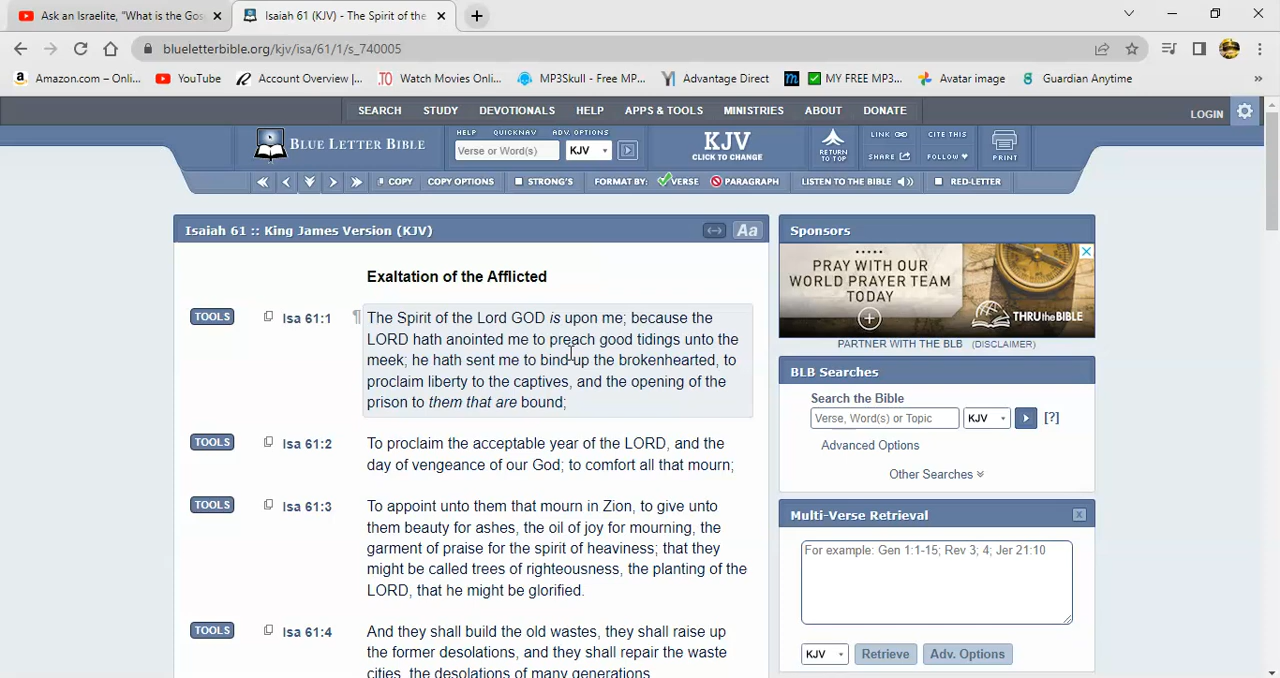 Ask an Israelite, "What is the Gos
Isaiah 61 (KJV) - The Spirit of the
blueletterbible.org/kjv/isa/61/1/s_740005
Amazon.com – Onli...
YouTube
Account Overview |...
Watch Movies Onlin...
MP3Skull - Free MP...
Advantage Direct
MY FREE MP3...
Avatar image
Guardian Anytime
SEARCH
STUDY
DEVOTIONALS
HELP
APPS & TOOLS
MINISTRIES
ABOUT
DONATE
LOGIN
BLUE LETTER BIBLE
HELP QUICKNAV ADV. OPTIONS
Verse or Word(s)
KJV
KJV
CLICK TO CHANGE
RETURN
TO TOP
LINK
CITE THIS
SHARE
FOLLOW
PRINT
COPY
COPY OPTIONS
STRONG'S
FORMAT BY:
VERSE
PARAGRAPH
LISTEN TO THE BIBLE
RED-LETTER
Isaiah 61 :: King James Version (KJV)
Aa
Exaltation of the Afflicted
TOOLS
Isa 61:1
¶ The Spirit of the Lord GOD is upon me; because the
LORD hath anointed me to preach good tidings unto the
meek; he hath sent me to bind up the brokenhearted, to
proclaim liberty to the captives, and the opening of the
prison to them that are bound;
TOOLS
Isa 61:2
To proclaim the acceptable year of the LORD, and the
day of vengeance of our God; to comfort all that mourn;
TOOLS
Isa 61:3
To appoint unto them that mourn in Zion, to give unto
them beauty for ashes, the oil of joy for mourning, the
garment of praise for the spirit of heaviness; that they
might be called trees of righteousness, the planting of the
LORD, that he might be glorified.
TOOLS
Isa 61:4
And they shall build the old wastes, they shall raise up
the former desolations, and they shall repair the waste
cities, the desolations of many generations.
Sponsors
PRAY WITH OUR
WORLD PRAYER TEAM
TODAY
THRU the BIBLE
PARTNER WITH THE BLB (DISCLAIMER)
BLB Searches
Search the Bible
Verse, Word(s) or Topic
KJV
[?]
Advanced Options
Other Searches
Multi-Verse Retrieval
X
For example: Gen 1:1-15; Rev 3; 4; Jer 21:10
KJV
Retrieve
Adv. Options